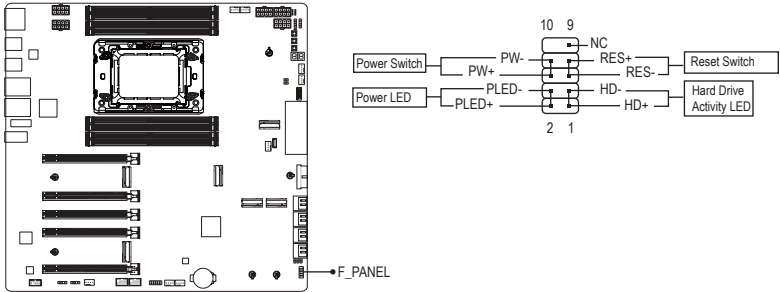 10 9
NC
Power Switch PW- RES+ Reset Switch
PW+ RES-
Power LED PLED- HD- Hard Drive
PLED+ HD+ Activity LED
2 1
F_PANEL